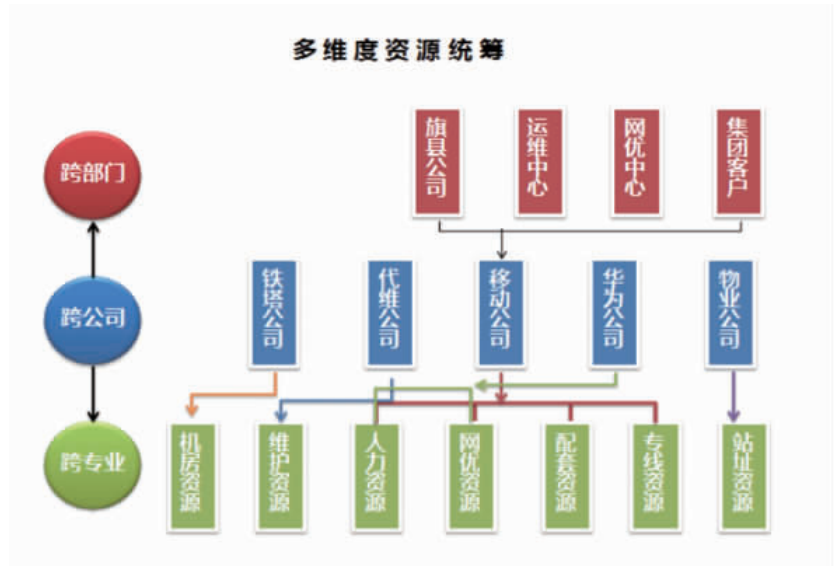 多维度资源统筹
跨部门
旗县公司
运维中心
网优中心
集团客户
跨公司
铁塔公司
代维公司
移动公司
华为公司
物业公司
跨专业
机房资源
维护资源
人力资源
网优资源
配套资源
专线资源
站址资源